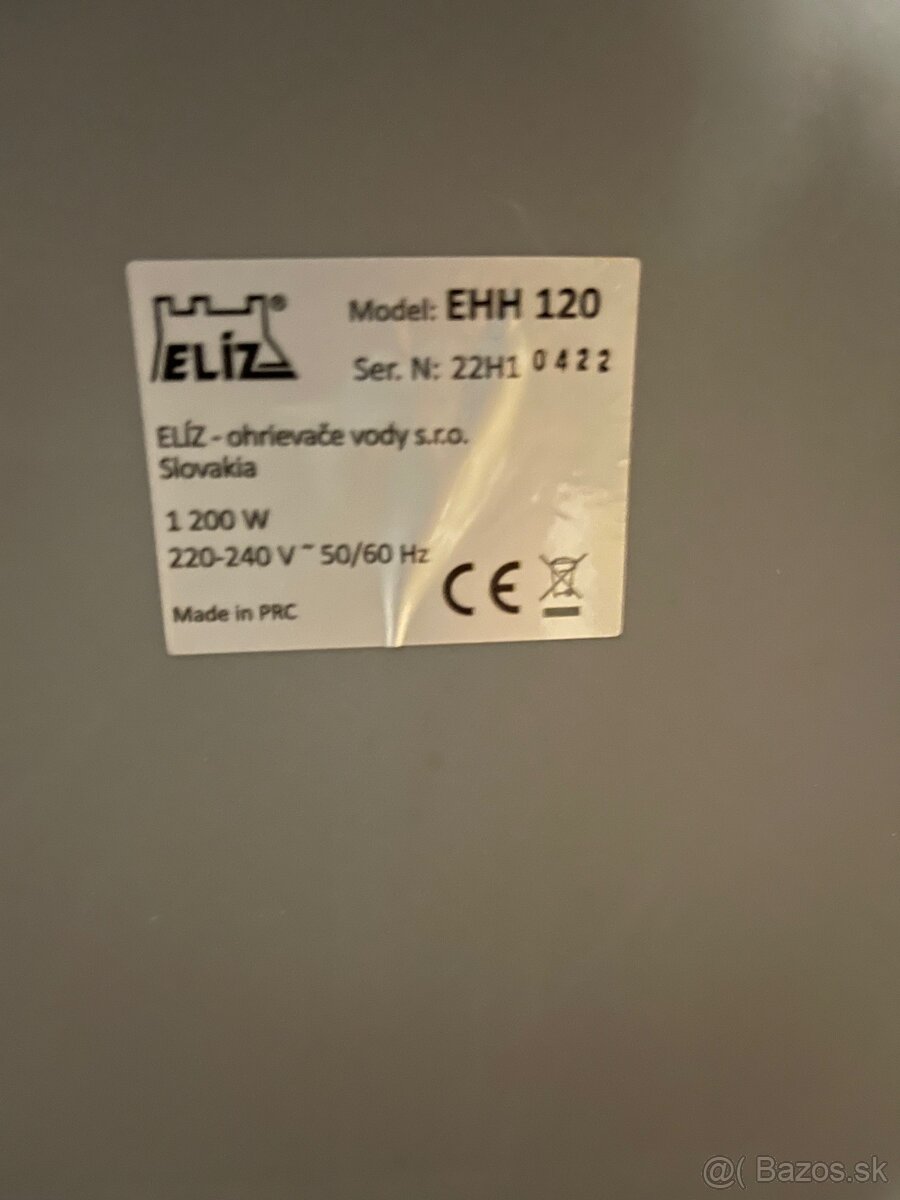 ELÍZ®
Model: EHH 120
Ser. N: 22H1 0422
ELÍZ - ohrievače vody s.r.o.
Slovakia
1 200 W
220-240 V ~ 50/60 Hz
Made in PRC
CE
@( Bazos.sk